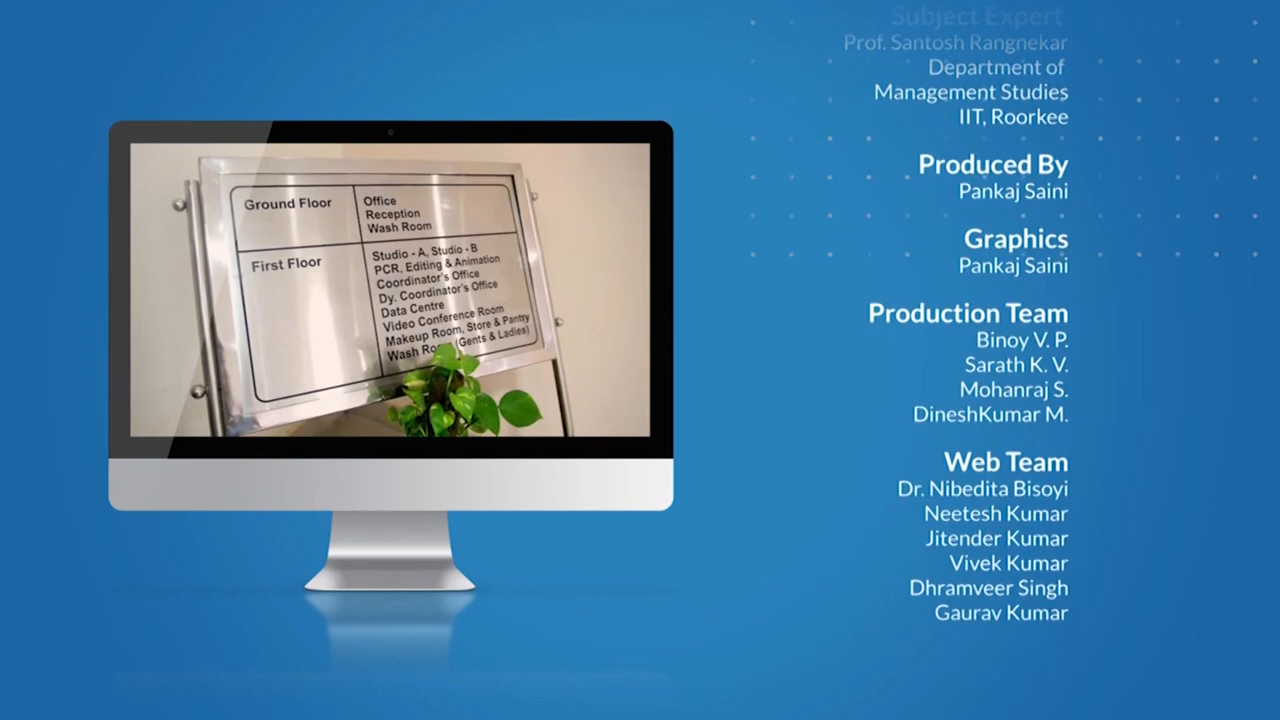 Ground Floor
Office
Reception
Wash Room
First Floor
Studio - A, Studio - B
PCR, Editing & Animation
Coordinator's Office
Dy. Coordinator's Office
Data Centre
Video Conference Room
Makeup Room, Store & Pantry
Wash Room (Gents & Ladies)
Subject Expert
Prof. Santosh Rangnekar
Department of
Management Studies
IIT, Roorkee
Produced By
Pankaj Saini
Graphics
Pankaj Saini
Production Team
Binoy V. P.
Sarath K. V.
Mohanraj S.
DineshKumar M.
Web Team
Dr. Nibedita Bisoyi
Neetesh Kumar
Jitender Kumar
Vivek Kumar
Dhramveer Singh
Gaurav Kumar